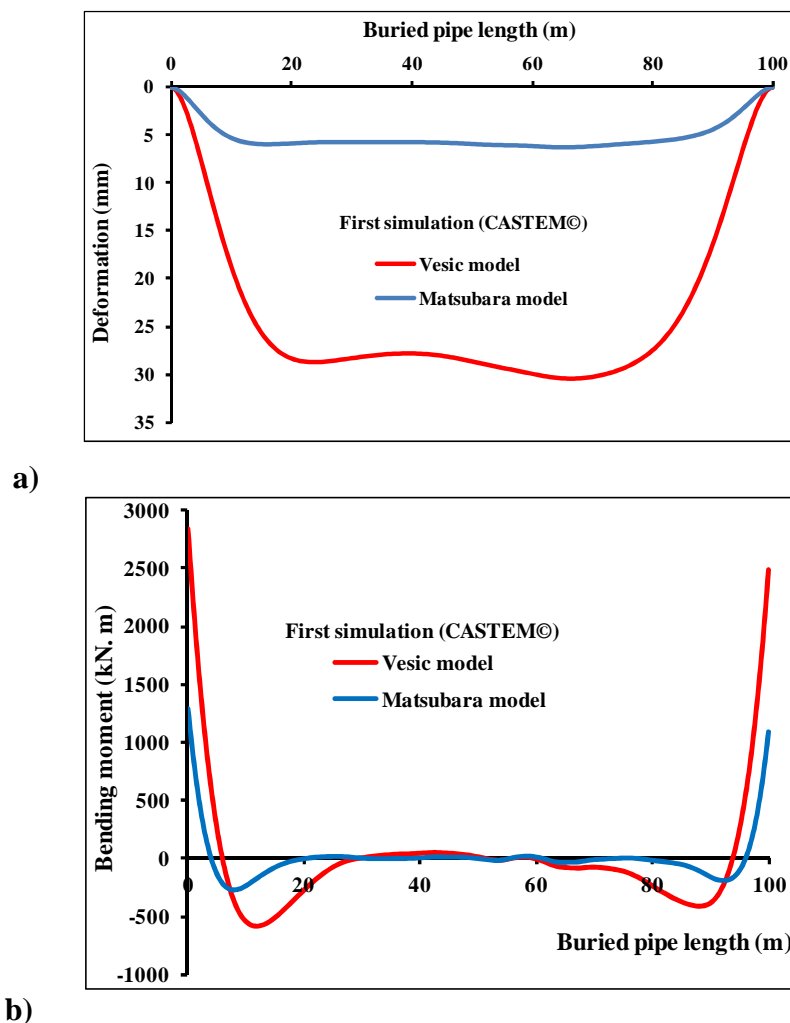 Buried pipe length (m)
0 20 40 60 80 100
0
5
10
15
20
25
30
35
Deformation (mm)
First simulation (CASTEM©)
Vesic model
Matsubara model
a)
3000
2500
2000
1500
1000
500
0
-500
-1000
Bending moment (kN. m)
First simulation (CASTEM©)
Vesic model
Matsubara model
0 20 40 60 80 100
Buried pipe length (m)
b)